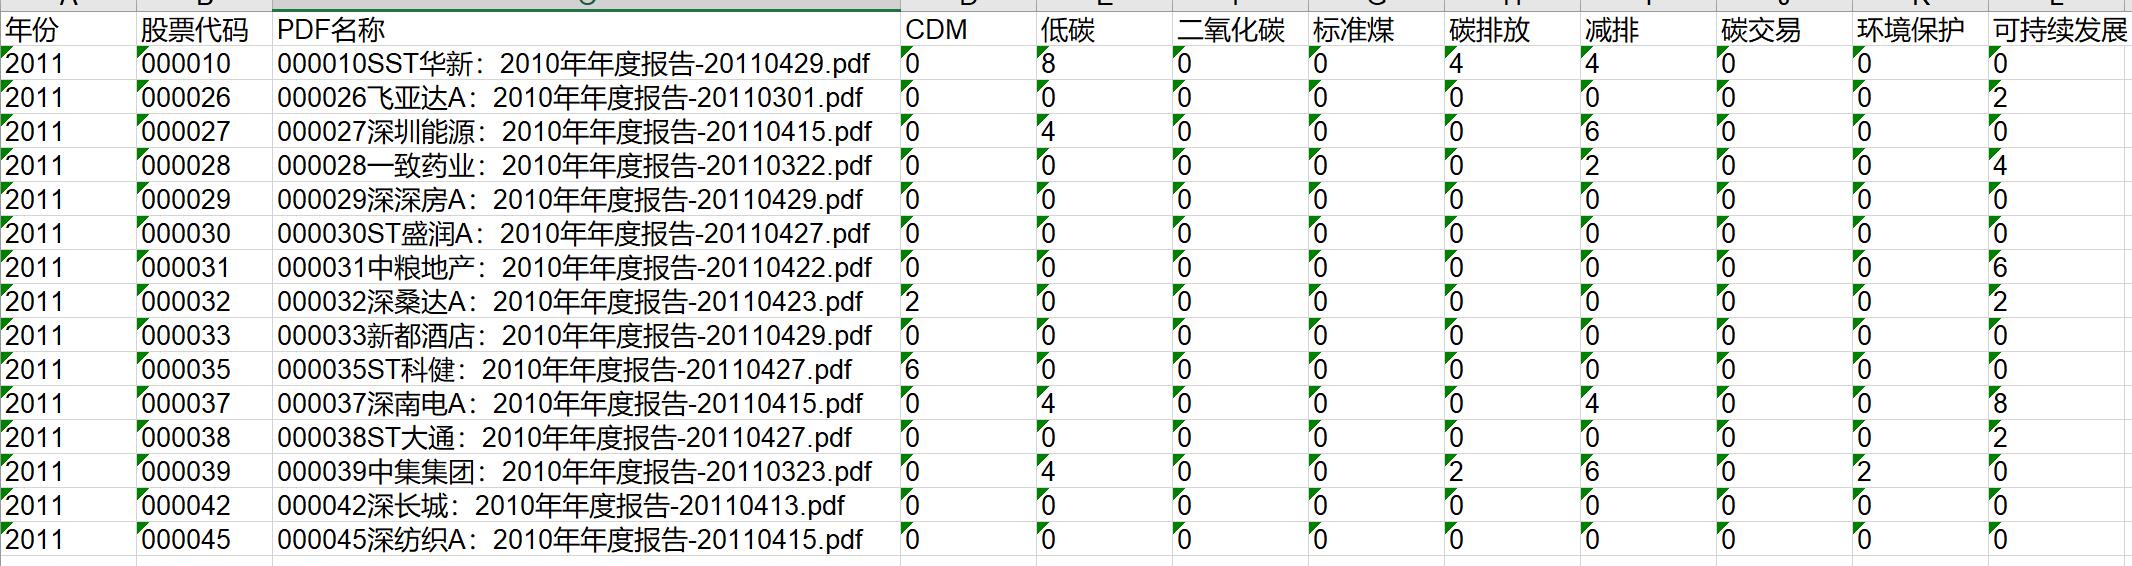 年份 股票代码 PDF名称 CDM 低碳 二氧化碳 标准煤 碳排放 减排 碳交易 环境保护 可持续发展
2011 000010 000010SST华新：2010年年度报告-20110429.pdf 0 8 0 0 4 4 0 0 0
2011 000026 000026飞亚达A：2010年年度报告-20110301.pdf 0 0 0 0 0 0 0 0 2
2011 000027 000027深圳能源：2010年年度报告-20110415.pdf 0 4 0 0 0 6 0 0 0
2011 000028 000028一致药业：2010年年度报告-20110322.pdf 0 0 0 0 0 2 0 0 4
2011 000029 000029深深房A：2010年年度报告-20110429.pdf 0 0 0 0 0 0 0 0 0
2011 000030 000030ST盛润A：2010年年度报告-20110427.pdf 0 0 0 0 0 0 0 0 0
2011 000031 000031中粮地产：2010年年度报告-20110422.pdf 0 0 0 0 0 0 0 0 6
2011 000032 000032深桑达A：2010年年度报告-20110423.pdf 2 0 0 0 0 0 0 0 2
2011 000033 000033新都酒店：2010年年度报告-20110429.pdf 0 0 0 0 0 0 0 0 0
2011 000035 000035ST科健：2010年年度报告-20110427.pdf 6 0 0 0 0 0 0 0 0
2011 000037 000037深南电A：2010年年度报告-20110415.pdf 0 4 0 0 0 4 0 0 8
2011 000038 000038ST大通：2010年年度报告-20110427.pdf 0 0 0 0 0 0 0 0 2
2011 000039 000039中集集团：2010年年度报告-20110323.pdf 0 4 0 0 2 6 0 2 0
2011 000042 000042深长城：2010年年度报告-20110413.pdf 0 0 0 0 0 0 0 0 0
2011 000045 000045深纺织A：2010年年度报告-20110415.pdf 0 0 0 0 0 0 0 0 0